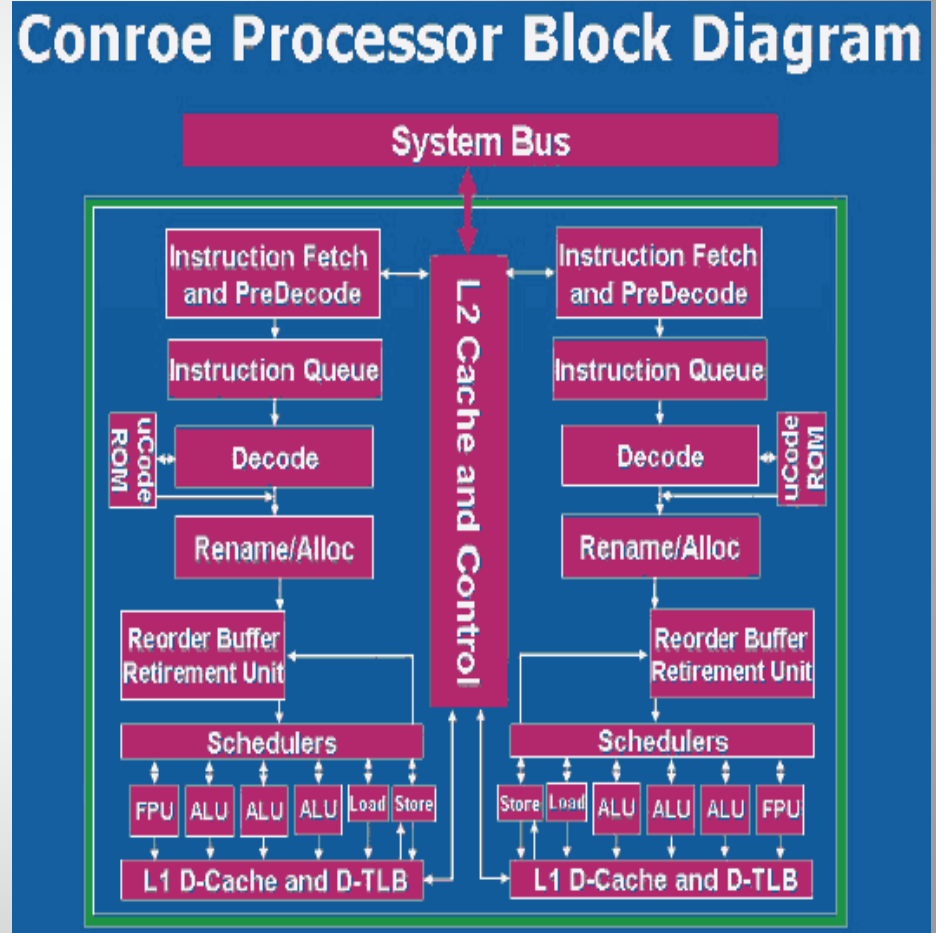 Conroe Processor Block Diagram
System Bus
Instruction Fetch
and PreDecode
Instruction Queue
uCode
ROM
Decode
Rename/Alloc
Reorder Buffer
Retirement Unit
Schedulers
FPU
ALU
ALU
ALU
Load
Store
L1 D-Cache and D-TLB
L2 Cache and Control
Instruction Fetch
and PreDecode
Instruction Queue
Decode
uCode
ROM
Rename/Alloc
Reorder Buffer
Retirement Unit
Schedulers
Store
Load
ALU
ALU
ALU
FPU
L1 D-Cache and D-TLB